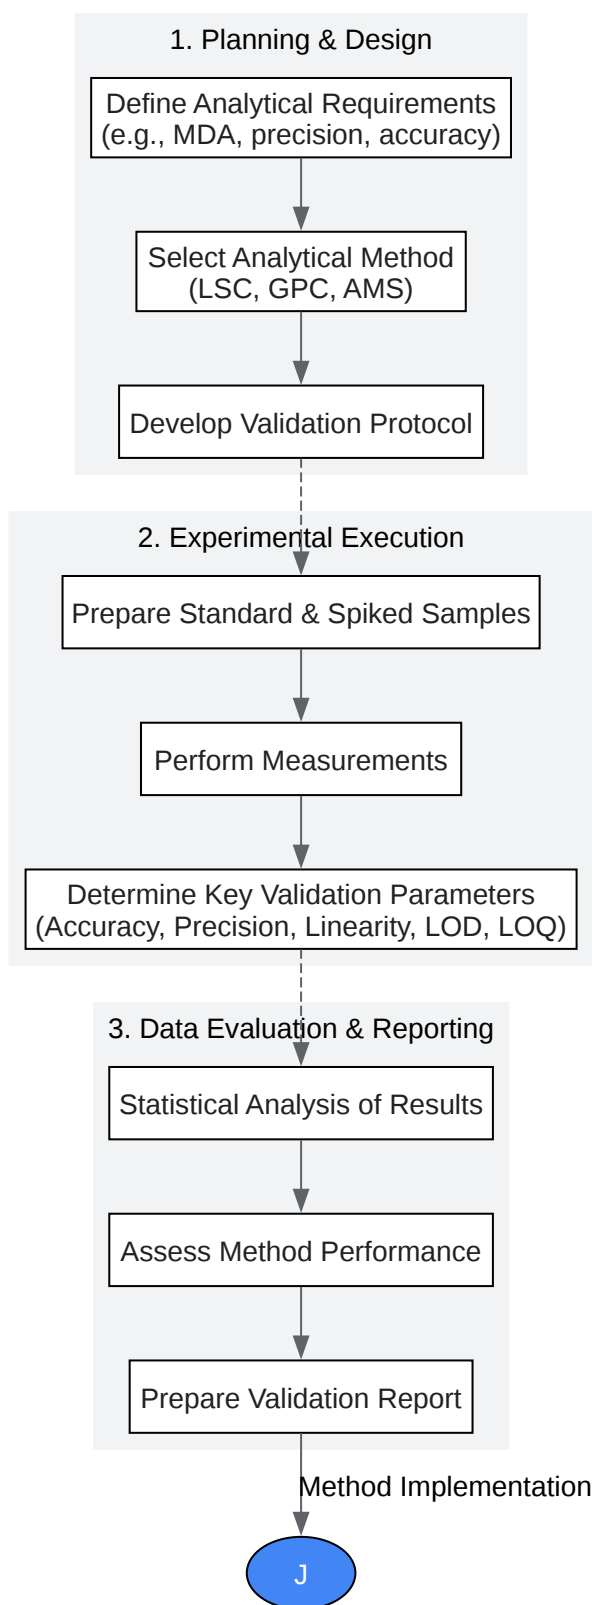 1. Planning & Design
Define Analytical Requirements
(e.g., MDA, precision, accuracy)
Select Analytical Method
(LSC, GPC, AMS)
Develop Validation Protocol
2. Experimental Execution
Prepare Standard & Spiked Samples
Perform Measurements
Determine Key Validation Parameters
(Accuracy, Precision, Linearity, LOD, LOQ)
3. Data Evaluation & Reporting
Statistical Analysis of Results
Assess Method Performance
Prepare Validation Report
Method Implementation
J